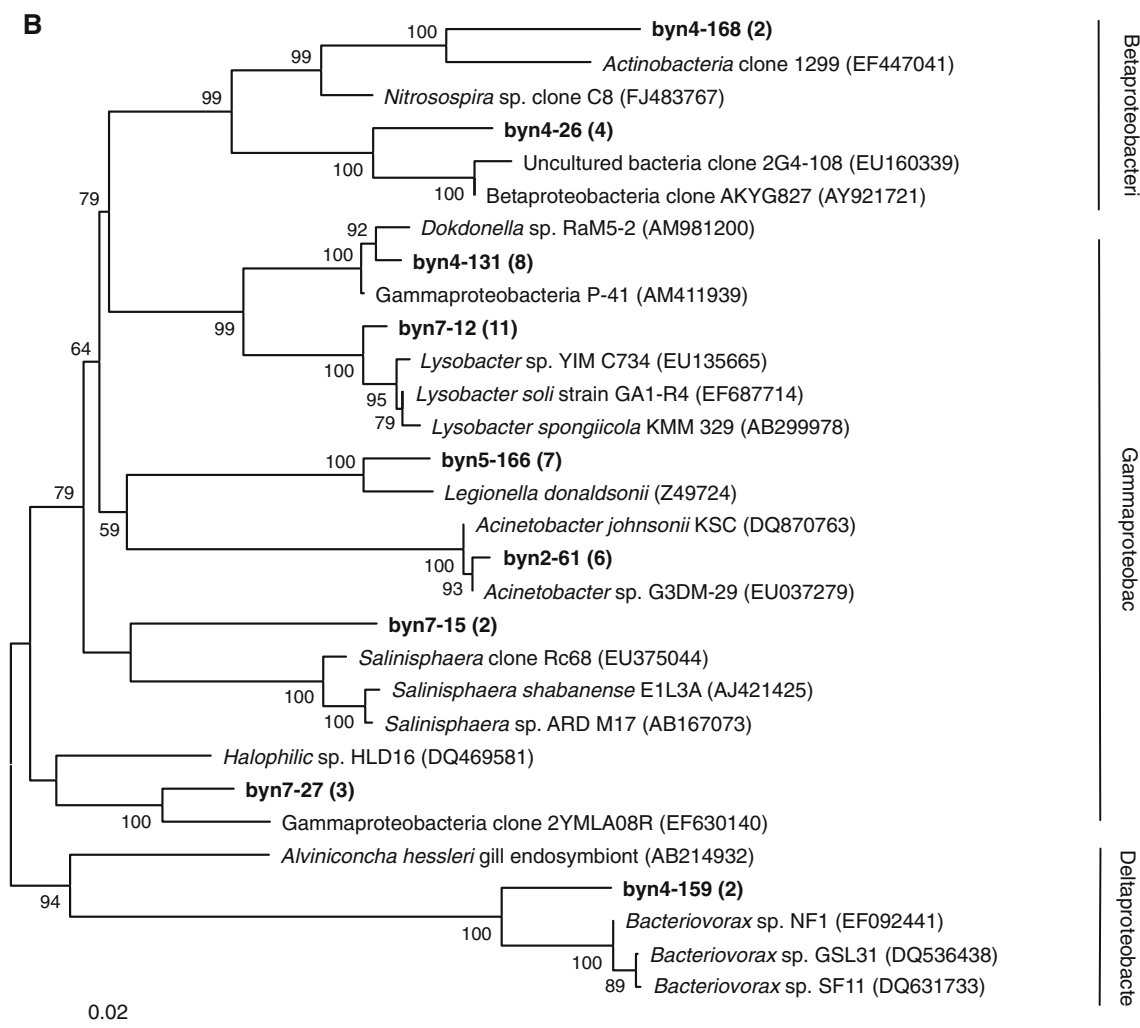 B
100
byn4-168 (2)
99
Actinobacteria clone 1299 (EF447041)
99
Nitrosospira sp. clone C8 (FJ483767)
byn4-26 (4)
100
Uncultured bacteria clone 2G4-108 (EU160339)
100
Betaproteobacteria clone AKYG827 (AY921721)
Betaproteobacteri
79
92
Dokdonella sp. RaM5-2 (AM981200)
100
byn4-131 (8)
Gammaproteobacteria P-41 (AM411939)
99
byn7-12 (11)
64
100
Lysobacter sp. YIM C734 (EU135665)
95
Lysobacter soli strain GA1-R4 (EF687714)
79
Lysobacter spongiicola KMM 329 (AB299978)
100
byn5-166 (7)
79
Legionella donaldsonii (Z49724)
59
Acinetobacter johnsonii KSC (DQ870763)
100
byn2-61 (6)
93
Acinetobacter sp. G3DM-29 (EU037279)
byn7-15 (2)
Salinisphaera clone Rc68 (EU375044)
100
Salinisphaera shabanense E1L3A (AJ421425)
100
Salinisphaera sp. ARD M17 (AB167073)
Halophilic sp. HLD16 (DQ469581)
byn7-27 (3)
100
Gammaproteobacteria clone 2YMLA08R (EF630140)
Gammaproteobac
Alviniconcha hessleri gill endosymbiont (AB214932)
94
byn4-159 (2)
100
Bacteriovorax sp. NF1 (EF092441)
100
Bacteriovorax sp. GSL31 (DQ536438)
89
Bacteriovorax sp. SF11 (DQ631733)
Deltaproteobacte
0.02